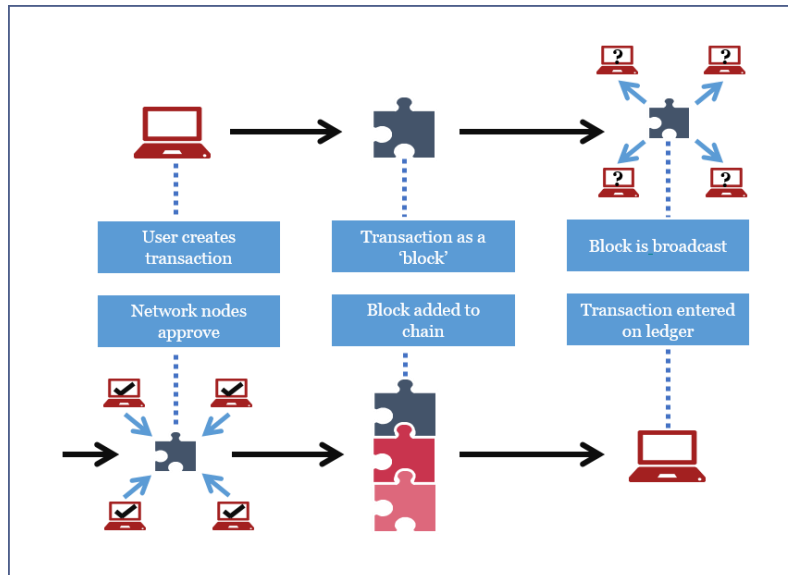 ?
?
?
?
User creates
transaction
Transaction as a
‘block’
Block is broadcast
Network nodes
approve
Block added to
chain
Transaction entered
on ledger